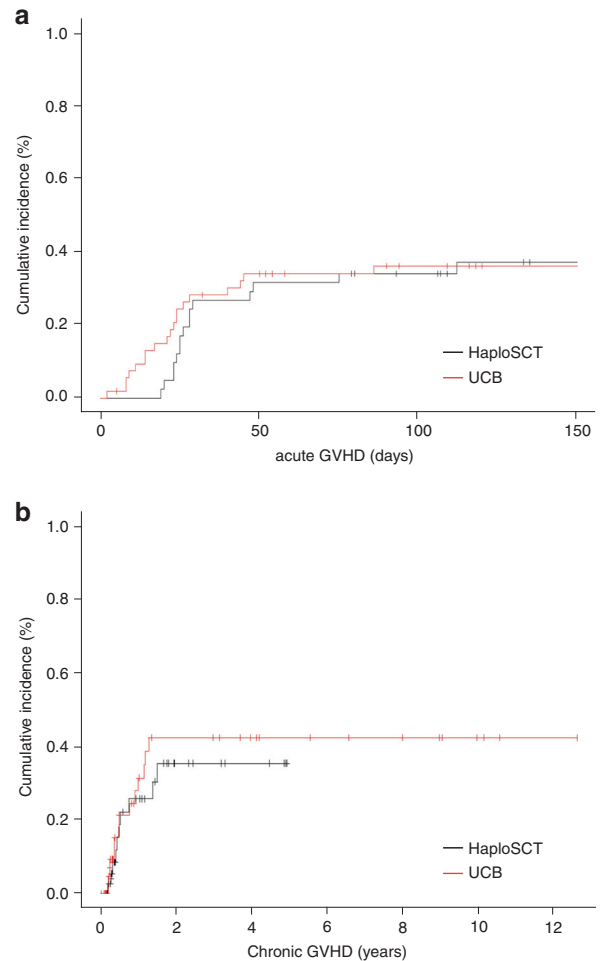 a
1.0
0.8
0.6
0.4
0.2
0.0
Cumulative incidence (%)
HaploSCT
UCB
0
50
100
150
acute GVHD (days)
b
1.0
0.8
0.6
0.4
0.2
0.0
Cumulative incidence (%)
HaploSCT
UCB
0
2
4
6
8
10
12
Chronic GVHD (years)